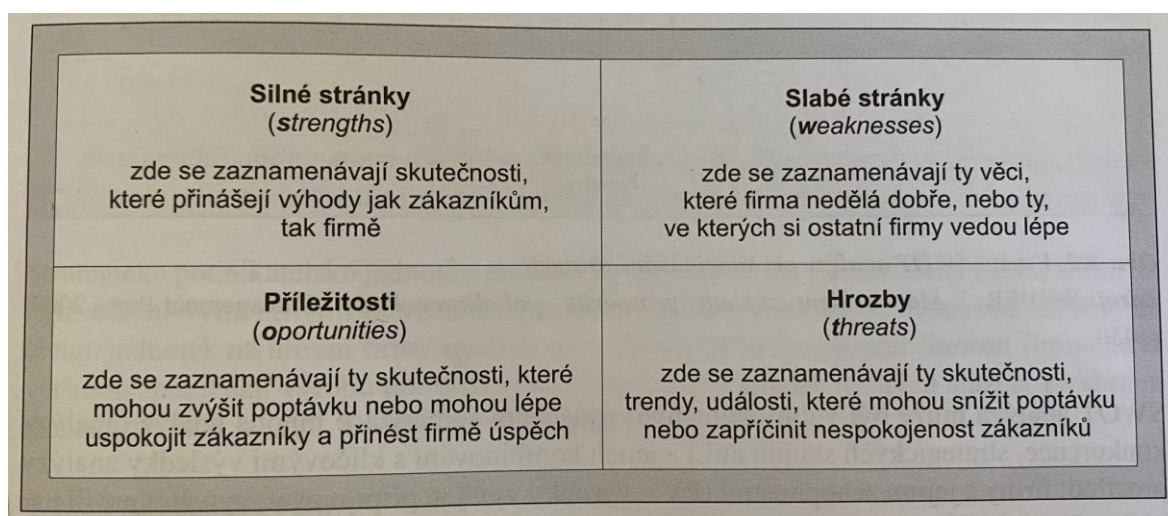 Silné stránky
(strengths)
zde se zaznamenávají skutečnosti,
které přinášejí výhody jak zákazníkům,
tak firmě
Slabé stránky
(weaknesses)
zde se zaznamenávají ty věci,
které firma nedělá dobře, nebo ty,
ve kterých si ostatní firmy vedou lépe
Příležitosti
(oportunities)
zde se zaznamenávají ty skutečnosti, které
mohou zvýšit poptávku nebo mohou lépe
uspokojit zákazníky a přinést firmě úspěch
Hrozby
(threats)
zde se zaznamenávají ty skutečnosti,
trendy, události, které mohou snížit poptávku
nebo zapříčinit nespokojenost zákazníků